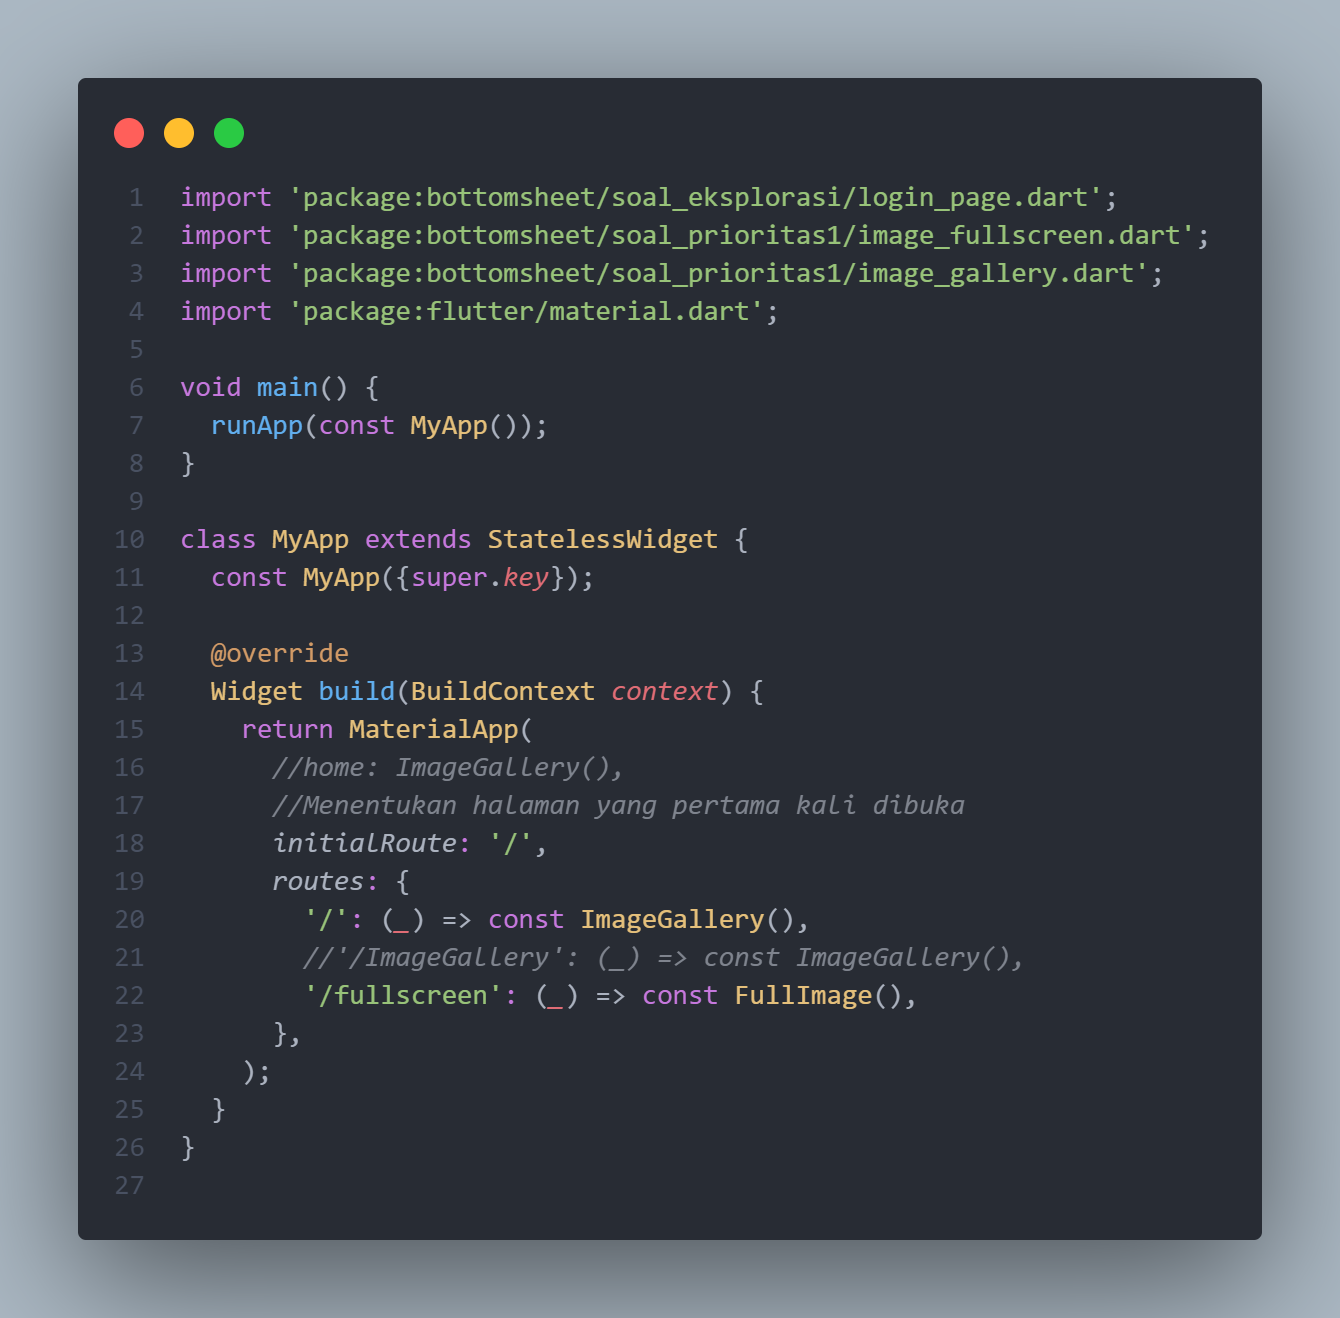 1 import 'package:bottomsheet/soal_eksplorasi/login_page.dart';
2 import 'package:bottomsheet/soal_prioritas1/image_fullscreen.dart';
3 import 'package:bottomsheet/soal_prioritas1/image_gallery.dart';
4 import 'package:flutter/material.dart';
5
6 void main() {
7   runApp(const MyApp());
8 }
9
10 class MyApp extends StatelessWidget {
11   const MyApp({super.key});
12
13   @override
14   Widget build(BuildContext context) {
15     return MaterialApp(
16       //home: ImageGallery(),
17       //Menentukan halaman yang pertama kali dibuka
18       initialRoute: '/',
19       routes: {
20         '/': (_) => const ImageGallery(),
21         //'/ImageGallery': (_) => const ImageGallery(),
22         '/fullscreen': (_) => const FullImage(),
23       },
24     );
25   }
26 }
27